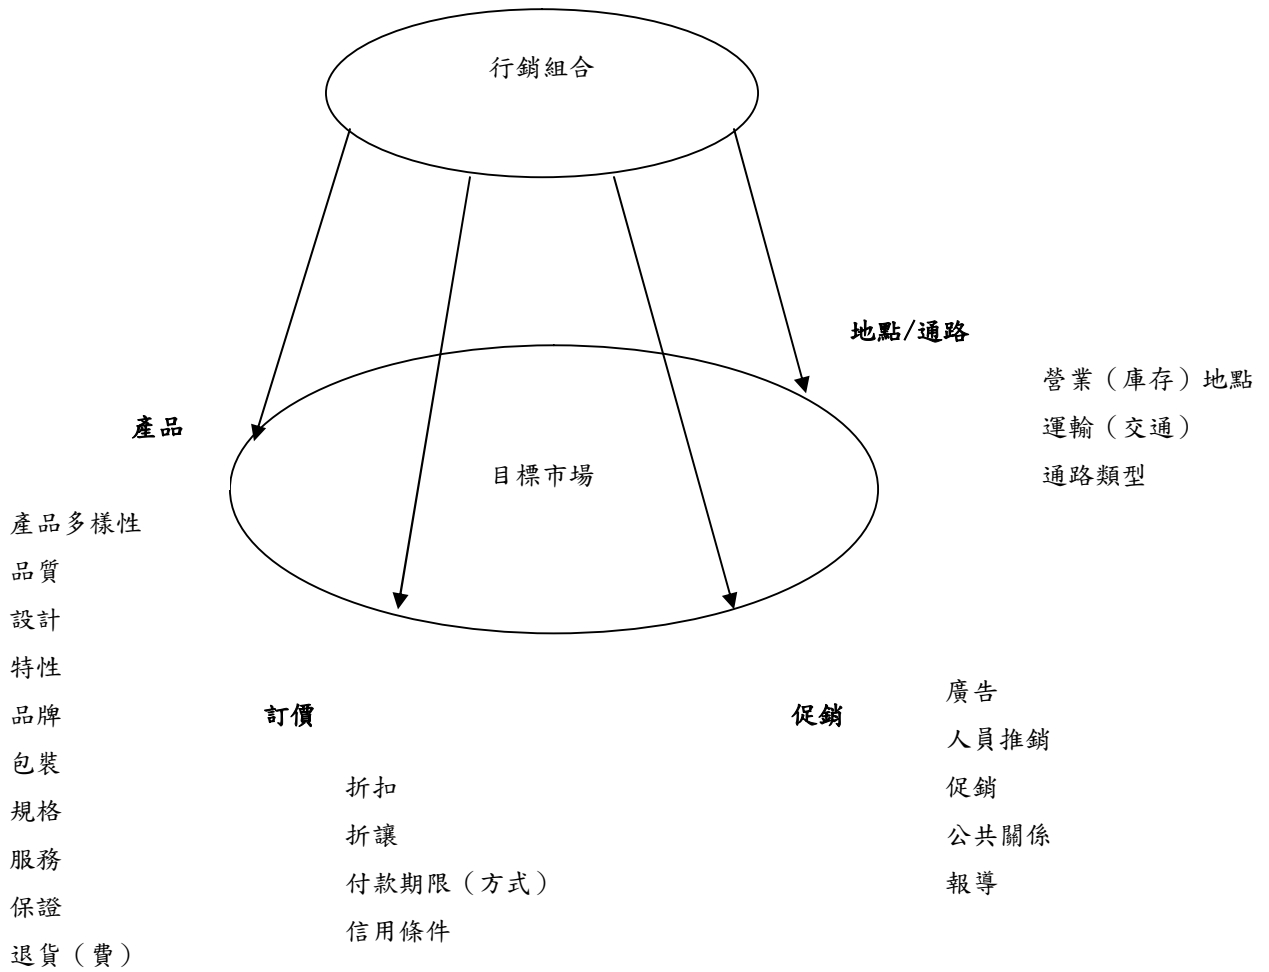 行銷組合
地點/通路
營業（庫存）地點
運輸（交通）
通路類型
產品
目標市場
產品多樣性
品質
設計
特性
品牌
包裝
規格
服務
保證
退貨（費）
訂價
折扣
折讓
付款期限（方式）
信用條件
促銷
廣告
人員推銷
促銷
公共關係
報導